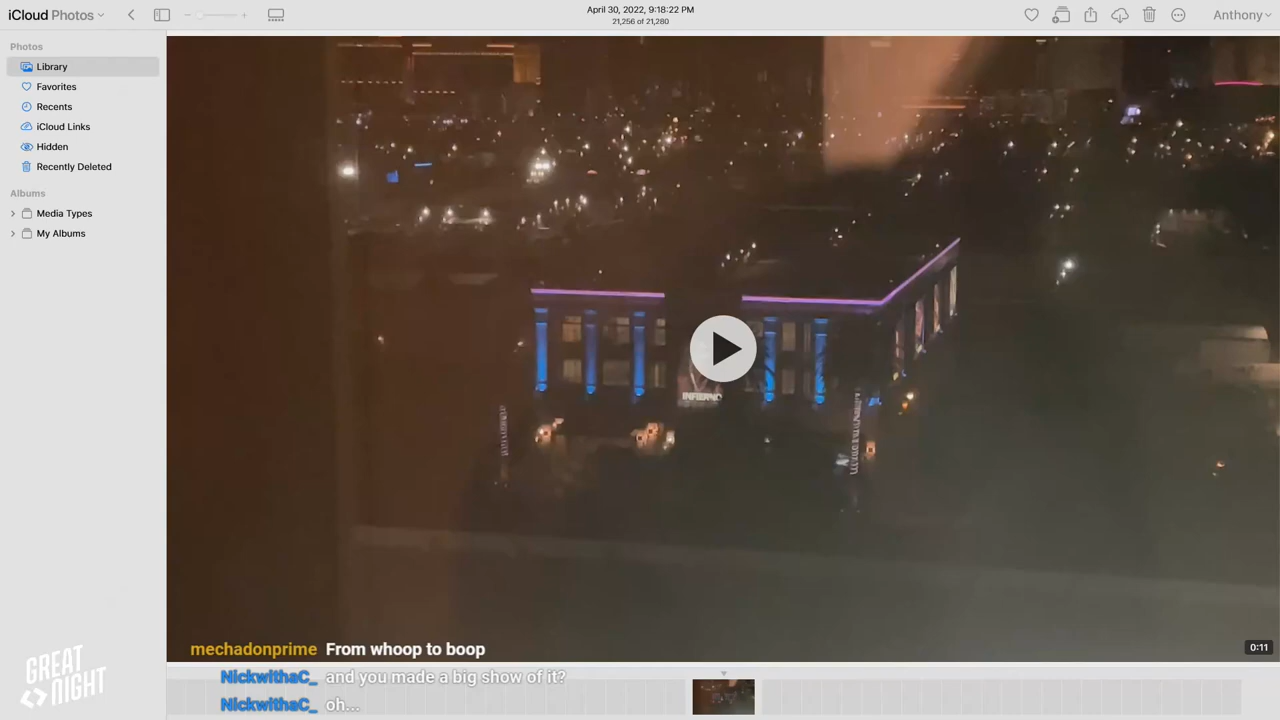 iCloud Photos
April 30, 2022, 9:18:22 PM
21,256 of 21,280
Anthony
Photos
Library
Favorites
Recents
iCloud Links
Hidden
Recently Deleted
Albums
Media Types
My Albums
INFIERNO
mechadonprime From whoop to boop
0:11
NickwithaC_ and you made a big show of it?
NickwithaC_ oh...
GREAT
NIGHT